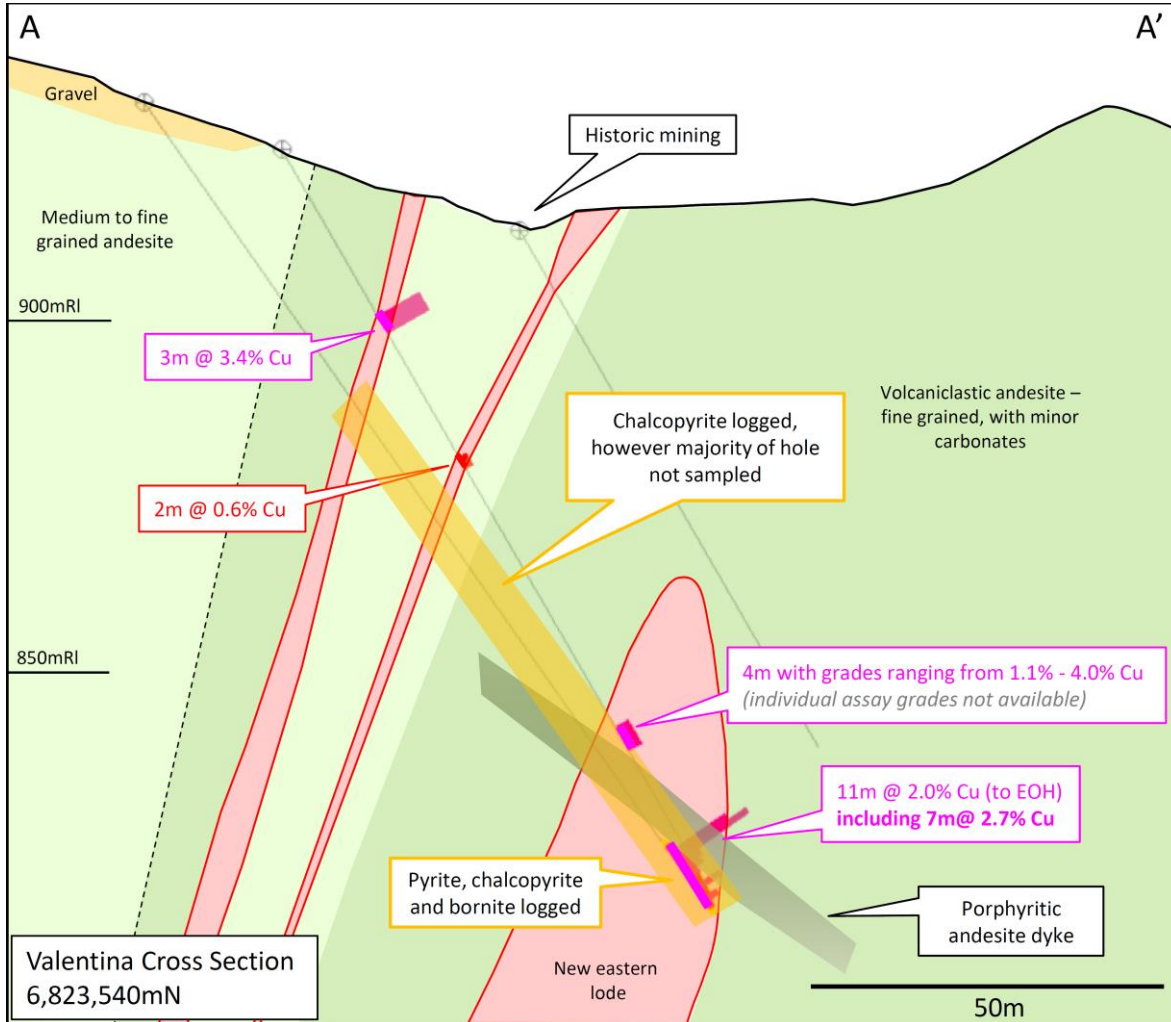 A
A’
Gravel
Historic mining
Medium to fine
grained andesite
900mRl
3m @ 3.4% Cu
Chalcopyrite logged,
however majority of hole
not sampled
Volcaniclastic andesite –
fine grained, with minor
carbonates
2m @ 0.6% Cu
850mRl
4m with grades ranging from 1.1% - 4.0% Cu
(individual assay grades not available)
11m @ 2.0% Cu (to EOH)
including 7m@ 2.7% Cu
Pyrite, chalcopyrite
and bornite logged
Porphyritic
andesite dyke
Valentina Cross Section
6,823,540mN
New eastern
lode
50m